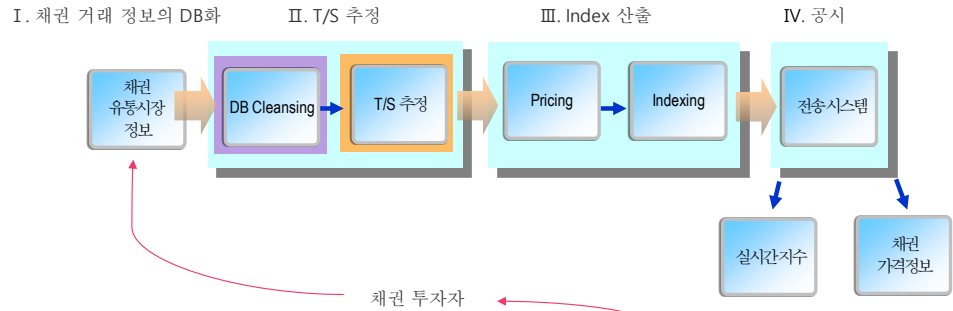 Ⅰ. 채권 거래 정보의 DB화
Ⅱ. T/S 추정
Ⅲ. Index 산출
Ⅳ. 공시
채권
유통시장
정보
DB Cleansing
T/S 추정
Pricing
Indexing
전송시스템
실시간지수
채권
가격정보
채권 투자자